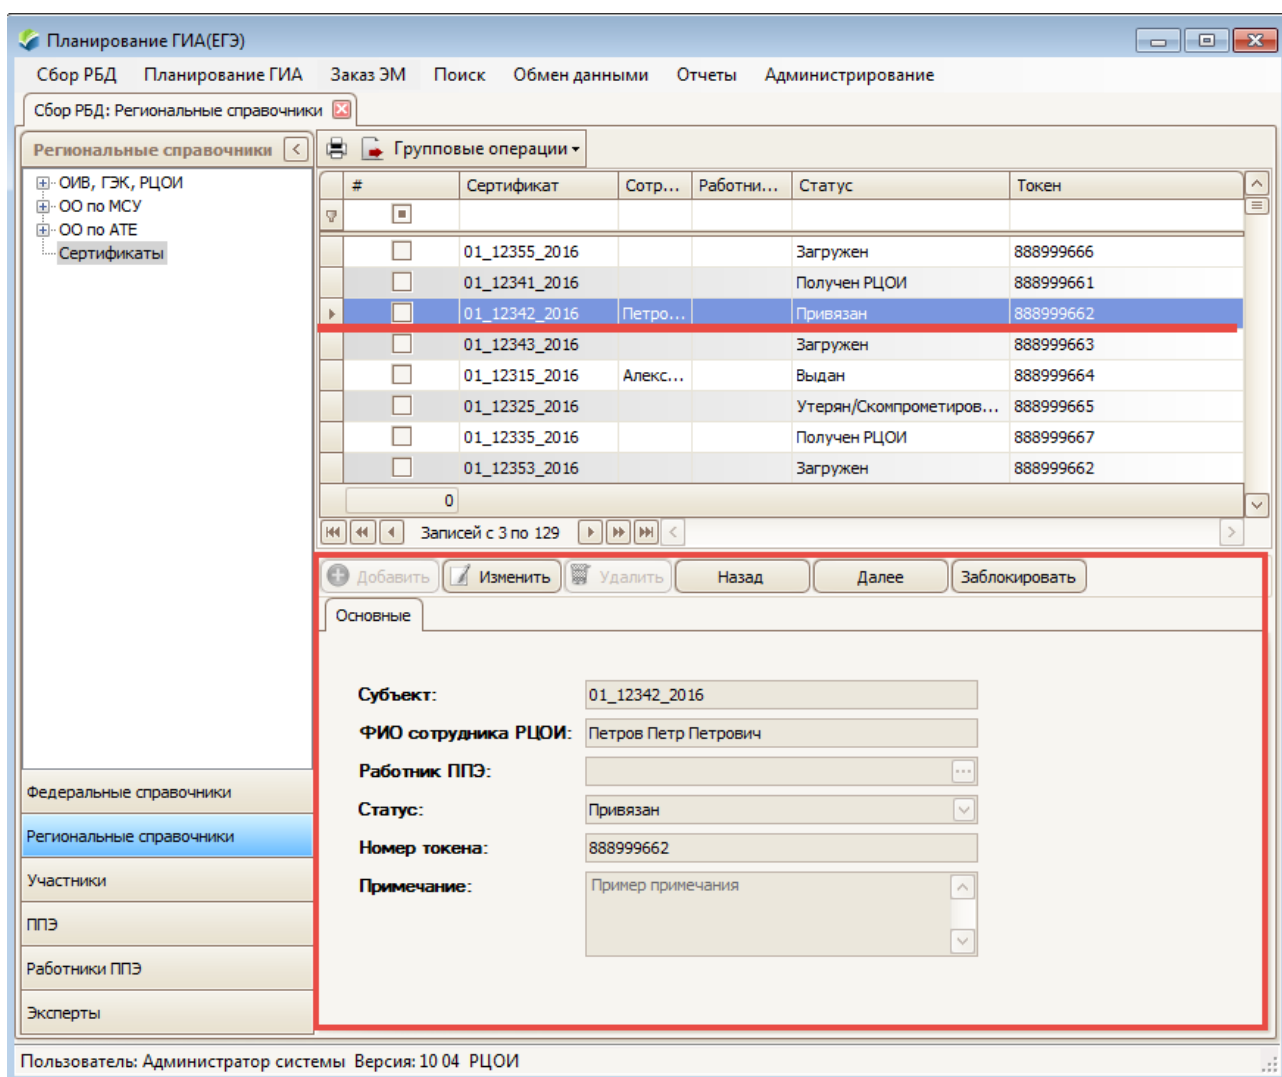 Планирование ГИА(ЕГЭ)
Сбор РБД Планирование ГИА Заказ ЭМ Поиск Обмен данными Отчеты Администрирование
Сбор РБД: Региональные справочники
Региональные справочники
Групповые операции
ОИВ, ГЭК, РЦОИ
ОО по МСУ
ОО по АТЕ
Сертификаты
# Сертификат Сотр... Работни... Статус Токен
01_12355_2016 Загружен 888999666
01_12341_2016 Получен РЦОИ 888999661
01_12342_2016 Петро... Привязан 888999662
01_12343_2016 Загружен 888999663
01_12315_2016 Алекс... Выдан 888999664
01_12325_2016 Утерян/Скомпрометиров... 888999665
01_12335_2016 Получен РЦОИ 888999667
01_12353_2016 Загружен 888999662
0
Записей с 3 по 129
Добавить Изменить Удалить Назад Далее Заблокировать
Основные
Субъект: 01_12342_2016
ФИО сотрудника РЦОИ: Петров Петр Петрович
Работник ППЭ: ...
Статус: Привязан
Номер токена: 888999662
Примечание: Пример примечания
Федеральные справочники
Региональные справочники
Участники
ППЭ
Работники ППЭ
Эксперты
Пользователь: Администратор системы Версия: 10 04 РЦОИ